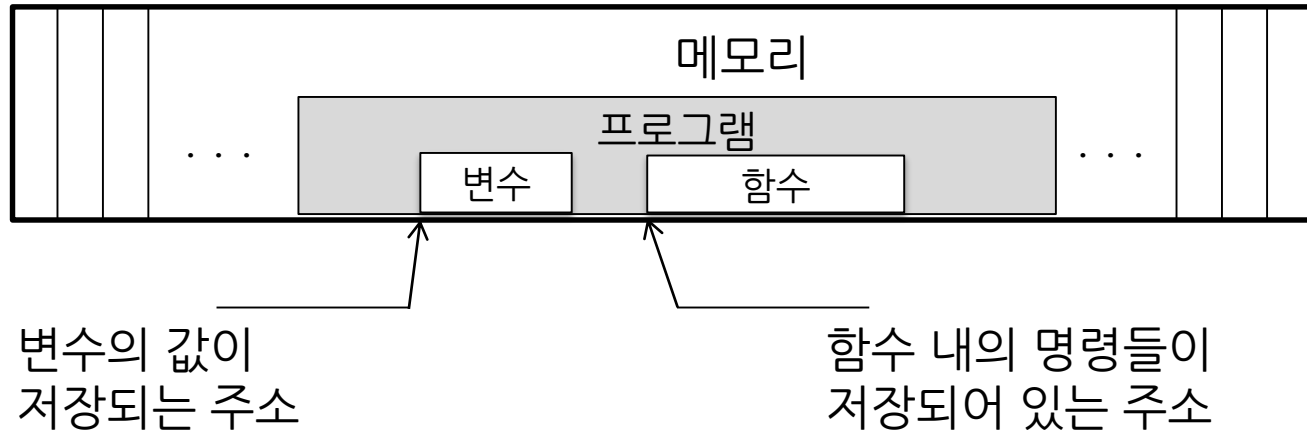 메모리
프로그램
. . .
변수
함수
. . .
변수의 값이
저장되는 주소
함수 내의 명령들이
저장되어 있는 주소